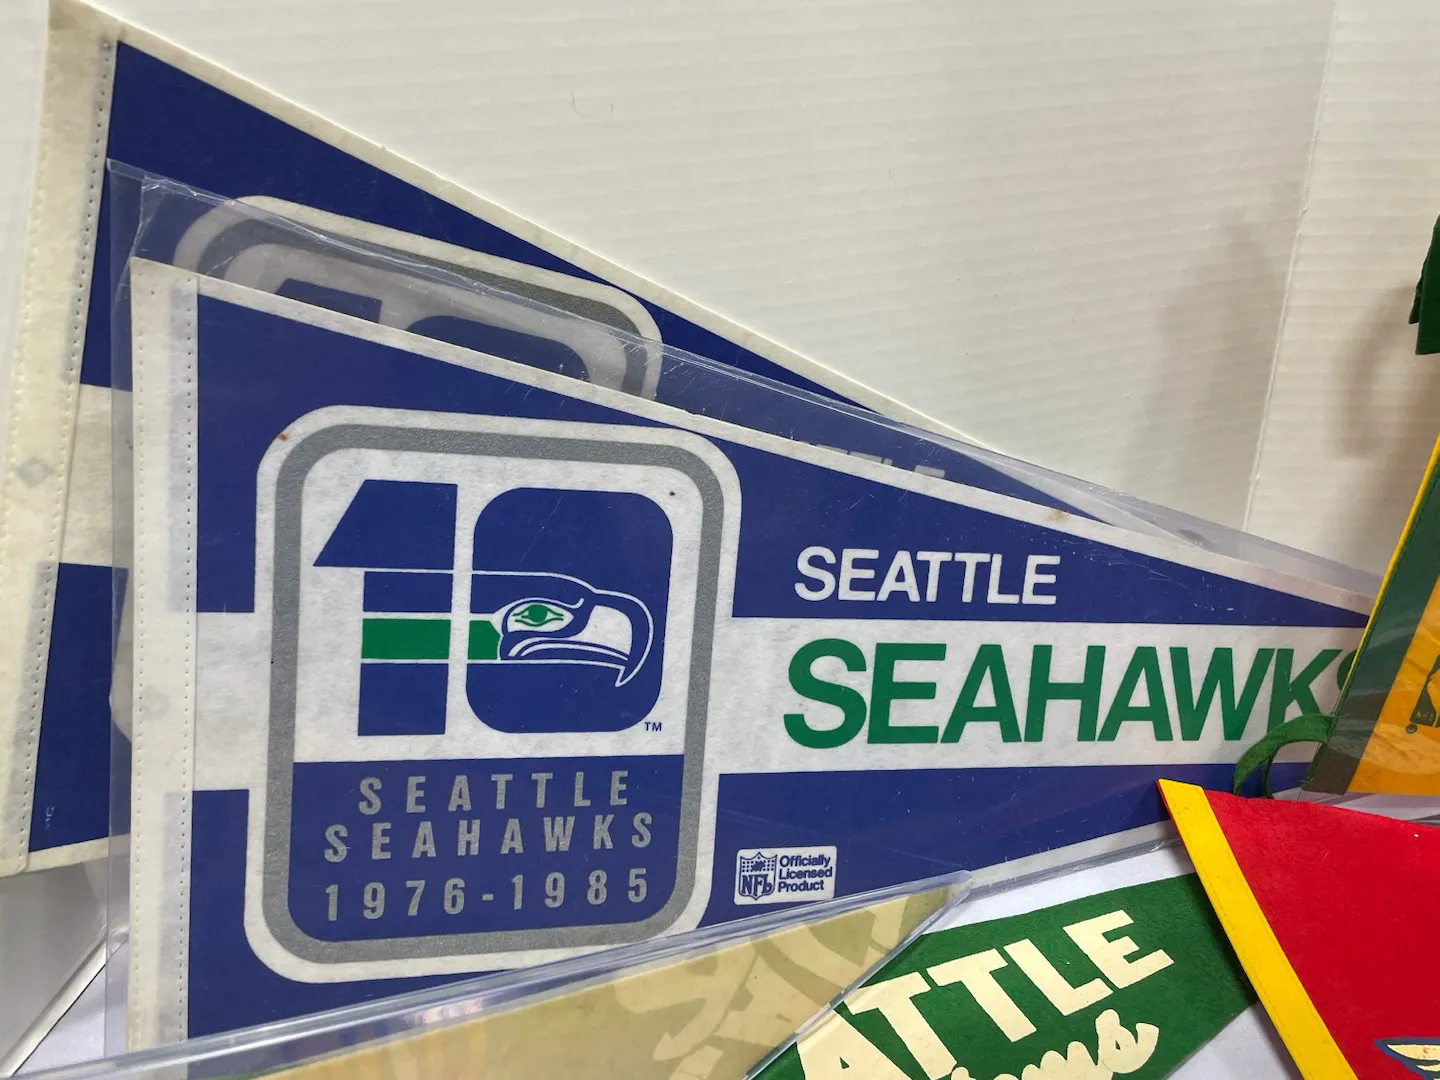 10
TM
SEATTLE
SEAHAWKS
1976-1985
SEATTLE
SEAHAWKS
NFL
Officially
Licensed
Product
ATTLE